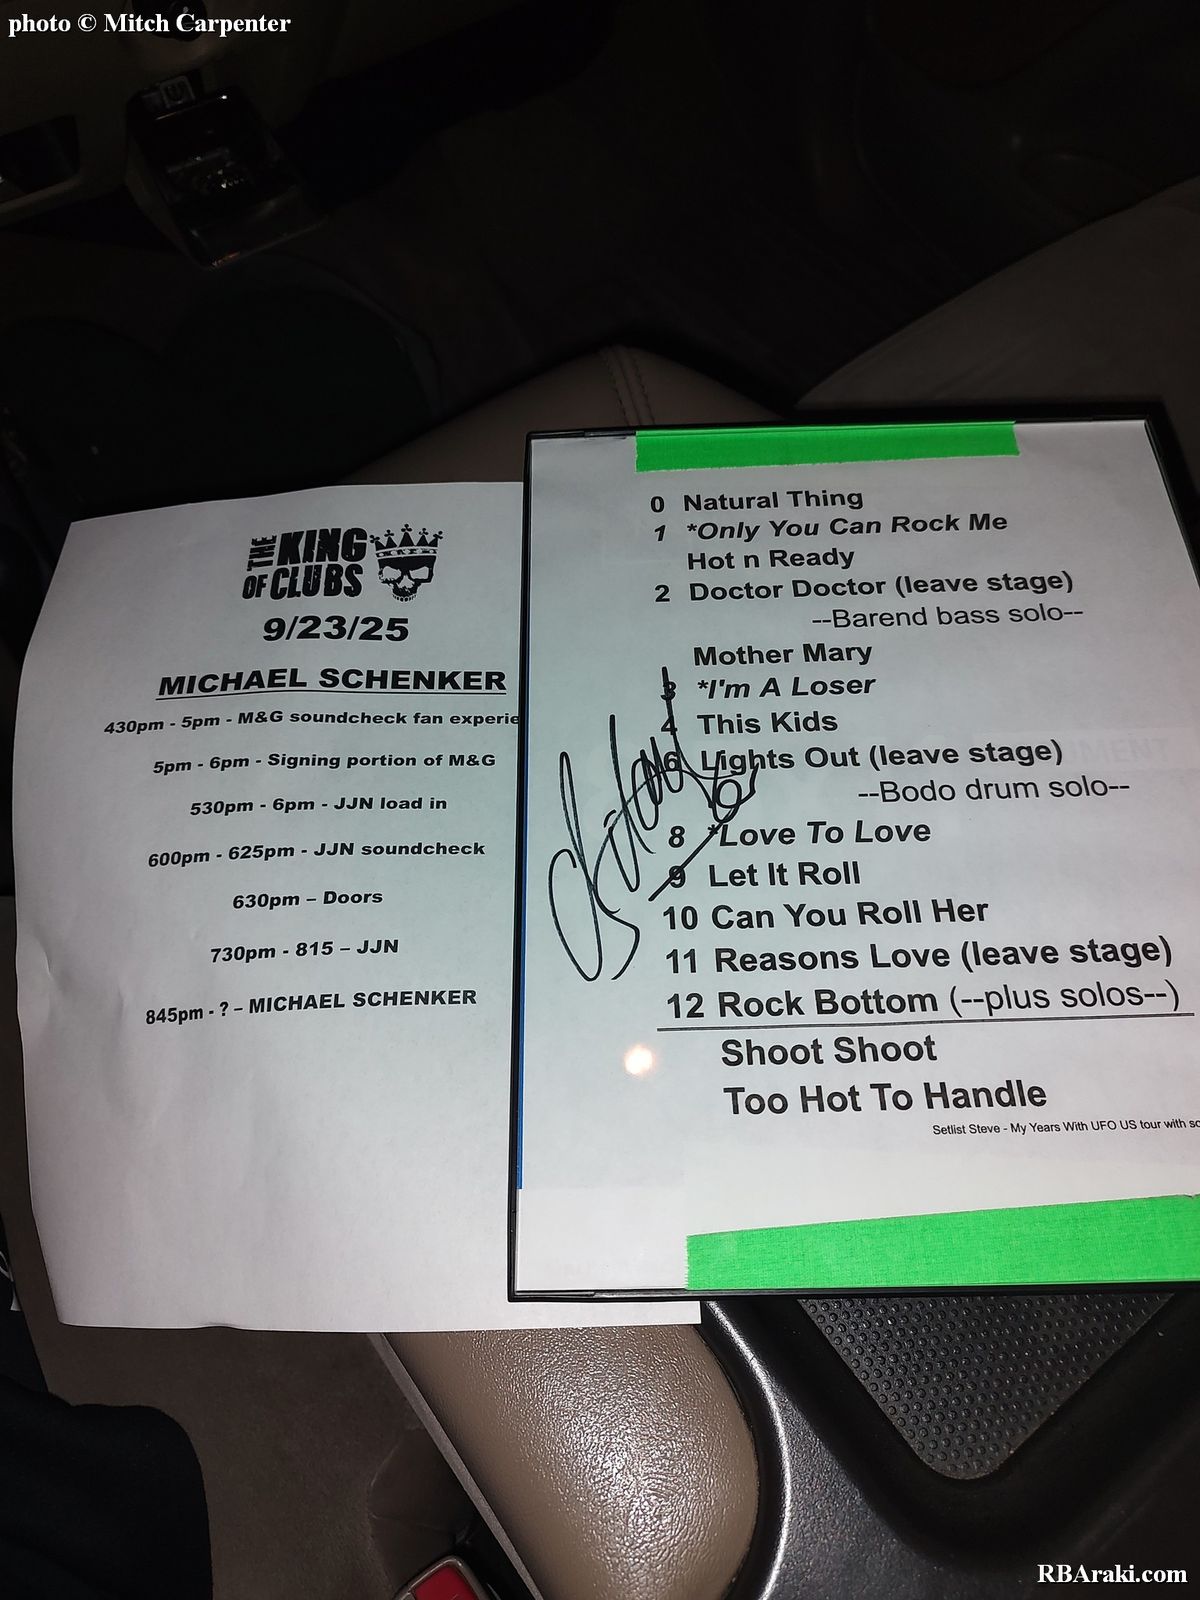 photo © Mitch Carpenter
THE KING
OF CLUBS
9/23/25
MICHAEL SCHENKER
430pm - 5pm - M&G soundcheck fan experie
5pm - 6pm - Signing portion of M&G
530pm - 6pm - JJN load in
600pm - 625pm - JJN soundcheck
630pm – Doors
730pm - 815 – JJN
845pm - ? – MICHAEL SCHENKER
0 Natural Thing
1 *Only You Can Rock Me
Hot n Ready
2 Doctor Doctor (leave stage)
--Barend bass solo--
Mother Mary
3 *I'm A Loser
4 This Kids
6 Lights Out (leave stage)
--Bodo drum solo--
8 *Love To Love
9 Let It Roll
10 Can You Roll Her
11 Reasons Love (leave stage)
12 Rock Bottom (--plus solos--)
Shoot Shoot
Too Hot To Handle
Setlist Steve - My Years With UFO US tour with
RBAraki.com